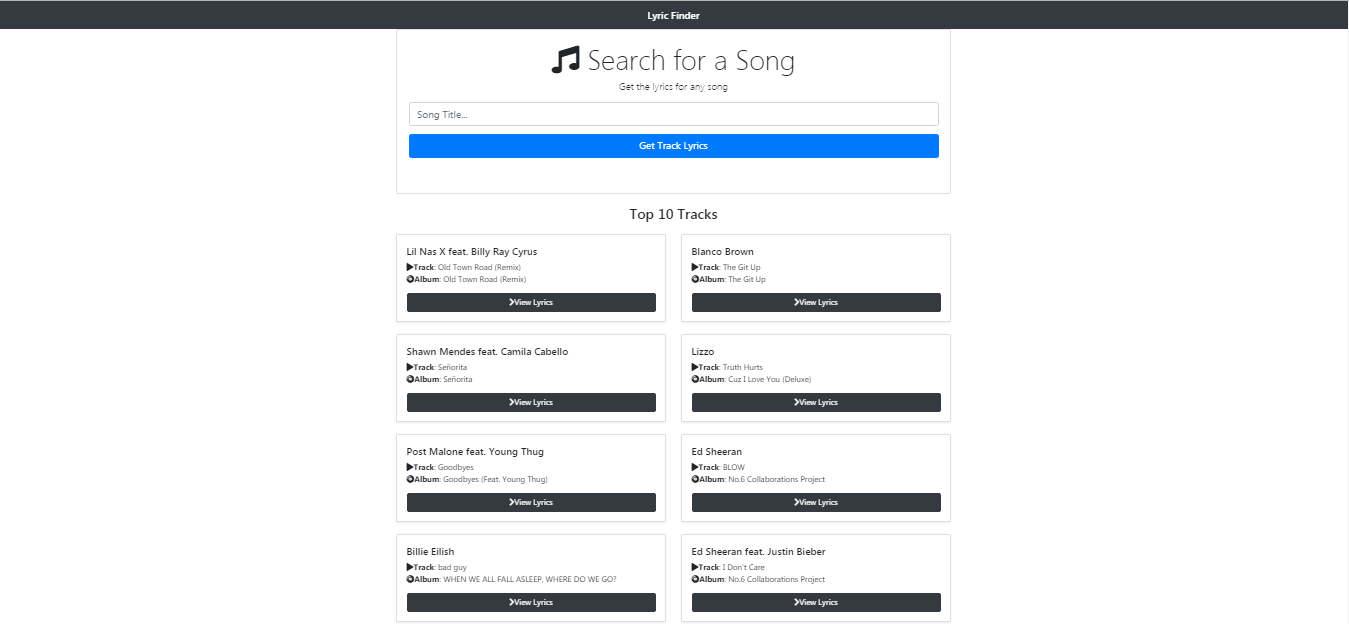 Lyric Finder
Search for a Song
Get the lyrics for any song
Song Title...
Get Track Lyrics
Top 10 Tracks
Lil Nas X feat. Billy Ray Cyrus
Track: Old Town Road (Remix)
Album: Old Town Road (Remix)
View Lyrics
Blanco Brown
Track: The Git Up
Album: The Git Up
View Lyrics
Shawn Mendes feat. Camila Cabello
Track: Señorita
Album: Señorita
View Lyrics
Lizzo
Track: Truth Hurts
Album: Cuz I Love You (Deluxe)
View Lyrics
Post Malone feat. Young Thug
Track: Goodbyes
Album: Goodbyes (Feat. Young Thug)
View Lyrics
Ed Sheeran
Track: BLOW
Album: No.6 Collaborations Project
View Lyrics
Billie Eilish
Track: bad guy
Album: WHEN WE ALL FALL ASLEEP, WHERE DO WE GO?
View Lyrics
Ed Sheeran feat. Justin Bieber
Track: I Don't Care
Album: No.6 Collaborations Project
View Lyrics